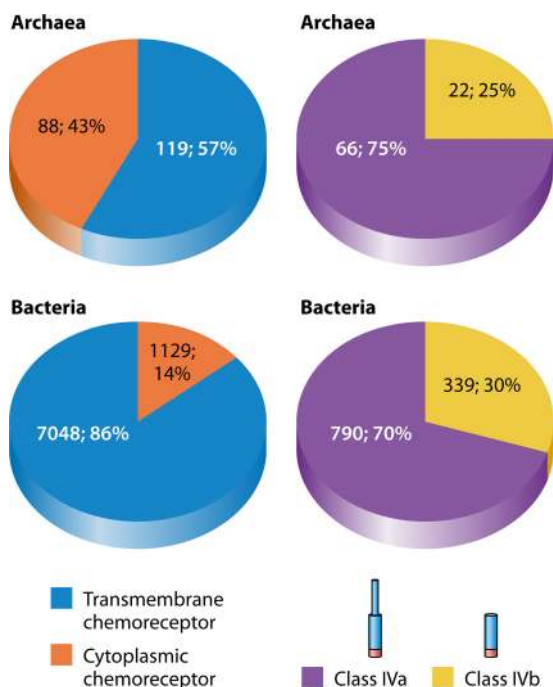 Archaea
88; 43%
119; 57%
Archaea
22; 25%
66; 75%
Bacteria
1129;
14%
7048; 86%
Bacteria
339; 30%
790; 70%
Transmembrane
chemoreceptor
Cytoplasmic
chemoreceptor
Class IVa
Class IVb